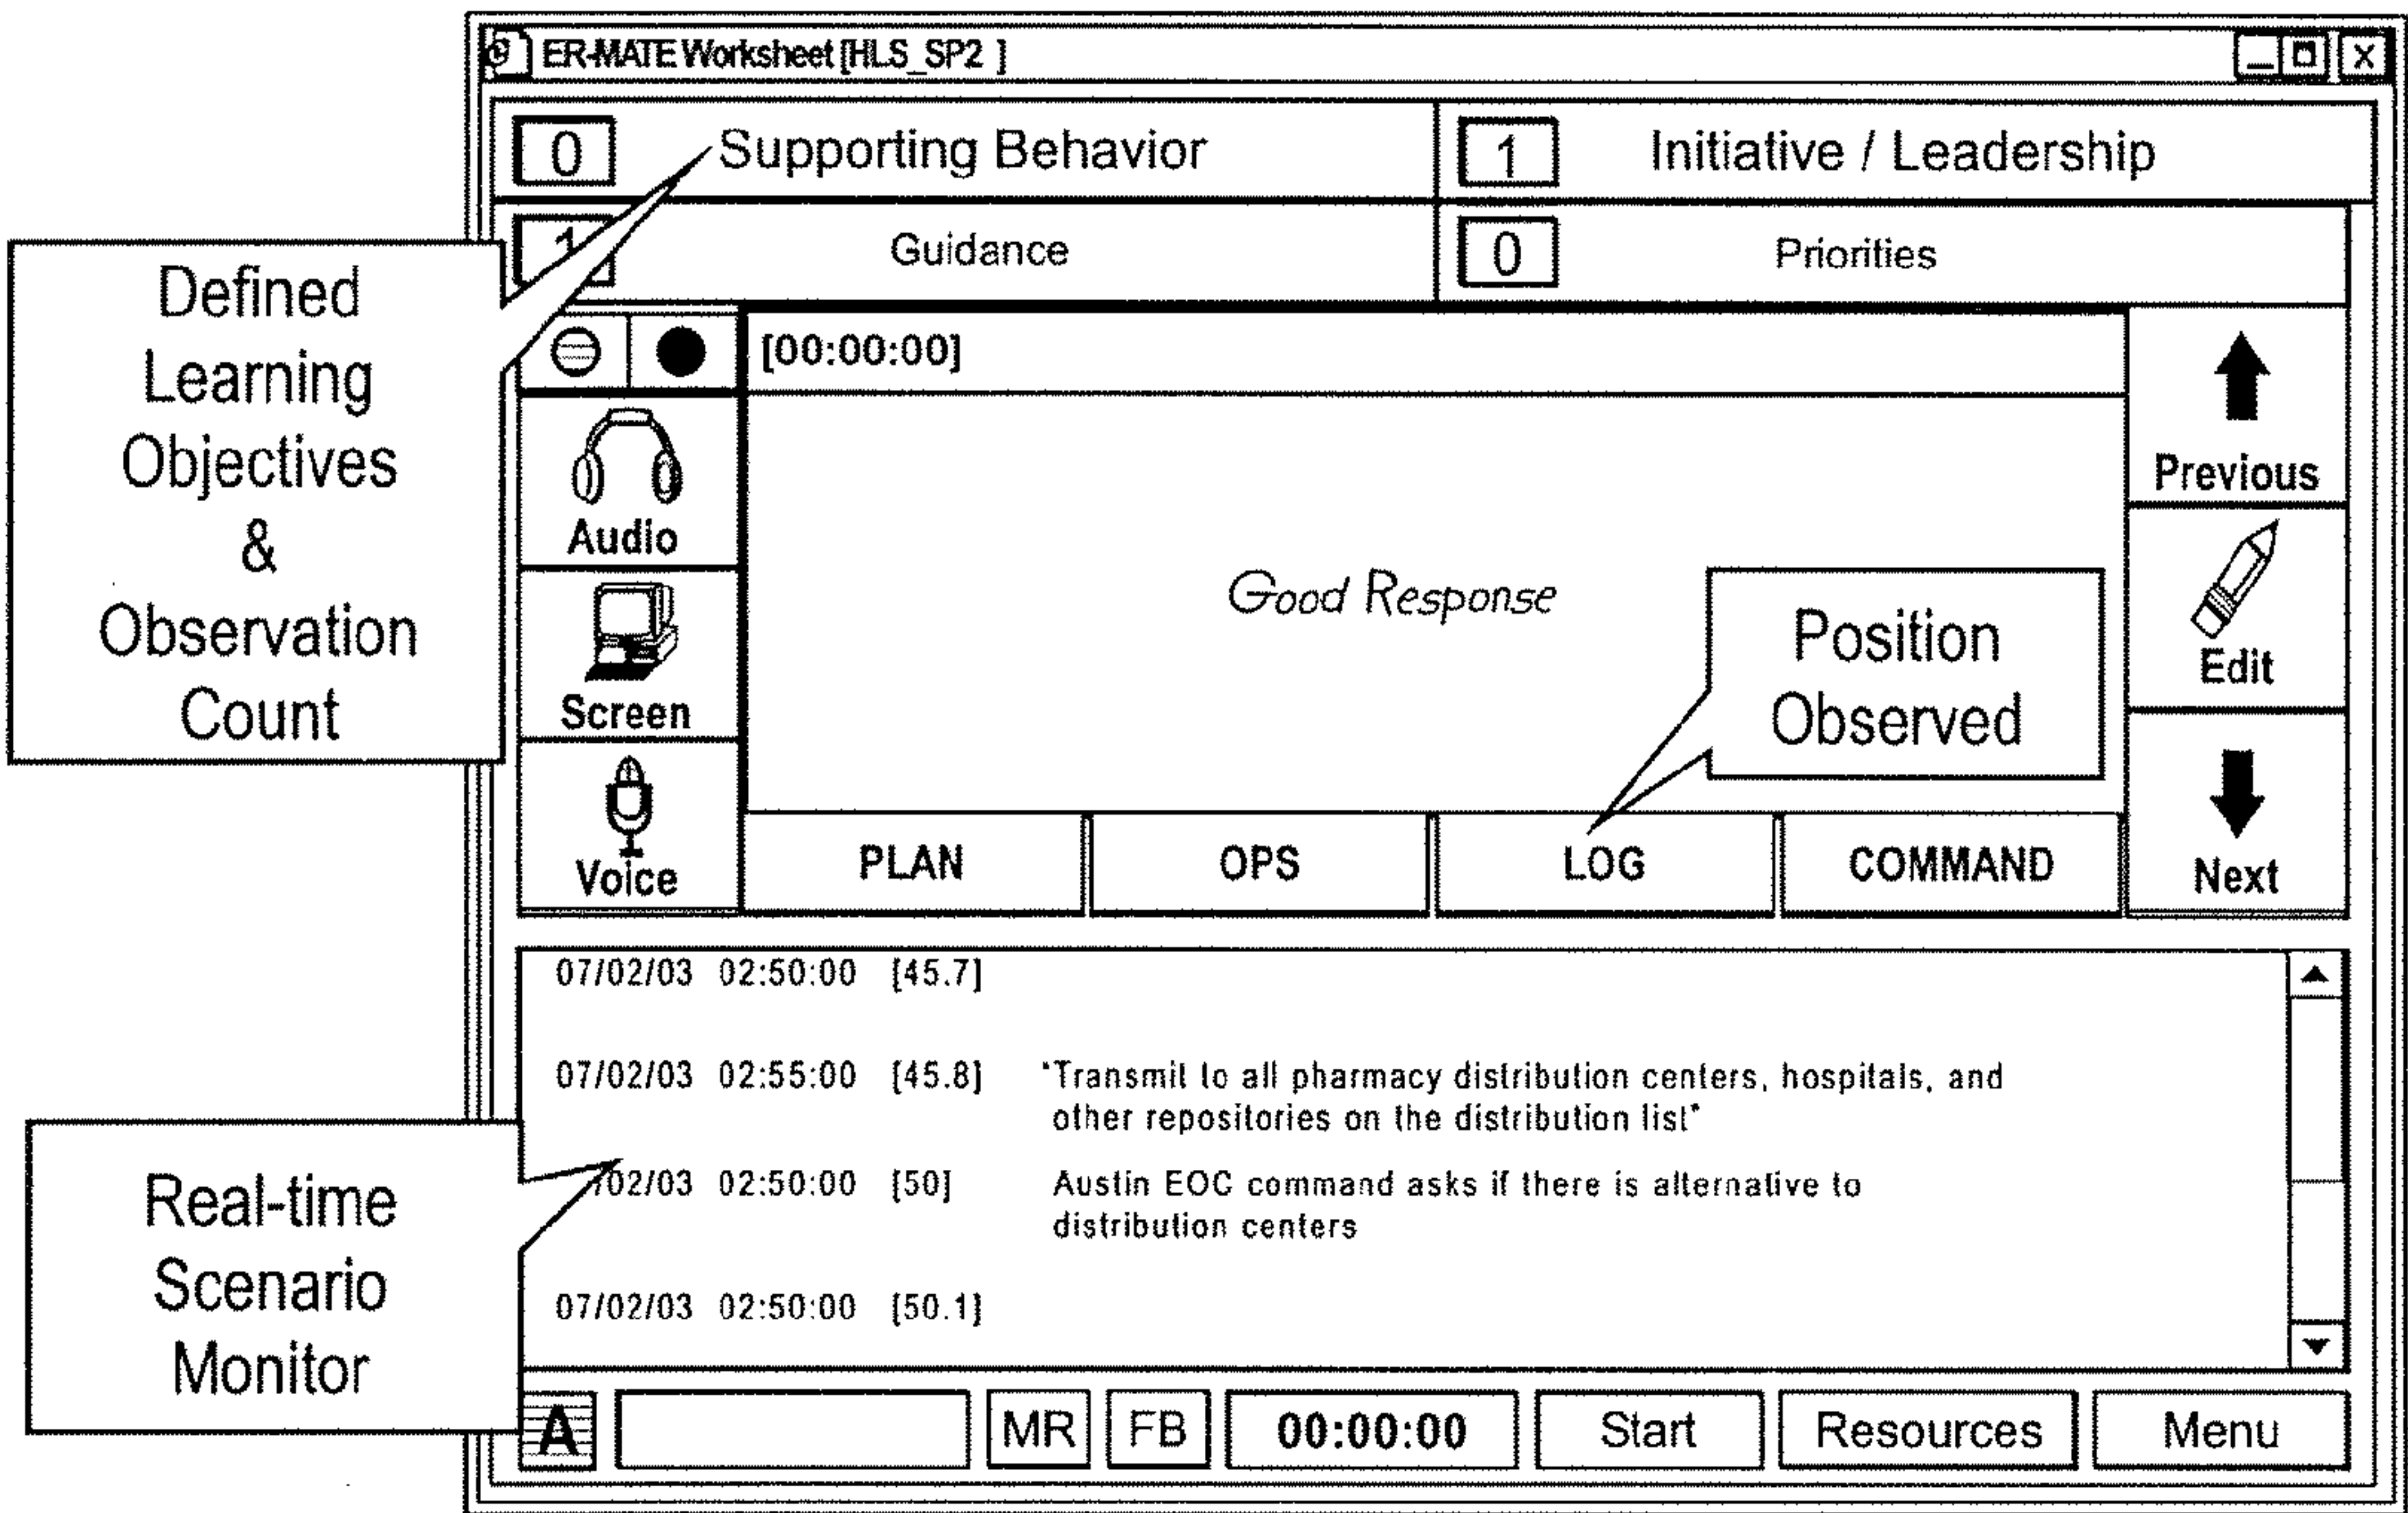 ER-MATE Worksheet [HLS_SP2 ]
0 Supporting Behavior
1 Initiative / Leadership
1 Guidance
0 Priorities
Defined
Learning
Objectives
&
Observation
Count
[00:00:00]
Audio
Screen
Voice
Good Response
Position
Observed
Previous
Edit
Next
PLAN OPS LOG COMMAND
07/02/03 02:50:00 [45.7]
07/02/03 02:55:00 [45.8] "Transmit to all pharmacy distribution centers, hospitals, and
other repositories on the distribution list"
/02/03 02:50:00 [50] Austin EOC command asks if there is alternative to
distribution centers
07/02/03 02:50:00 [50.1]
Real-time
Scenario
Monitor
A MR FB 00:00:00 Start Resources Menu